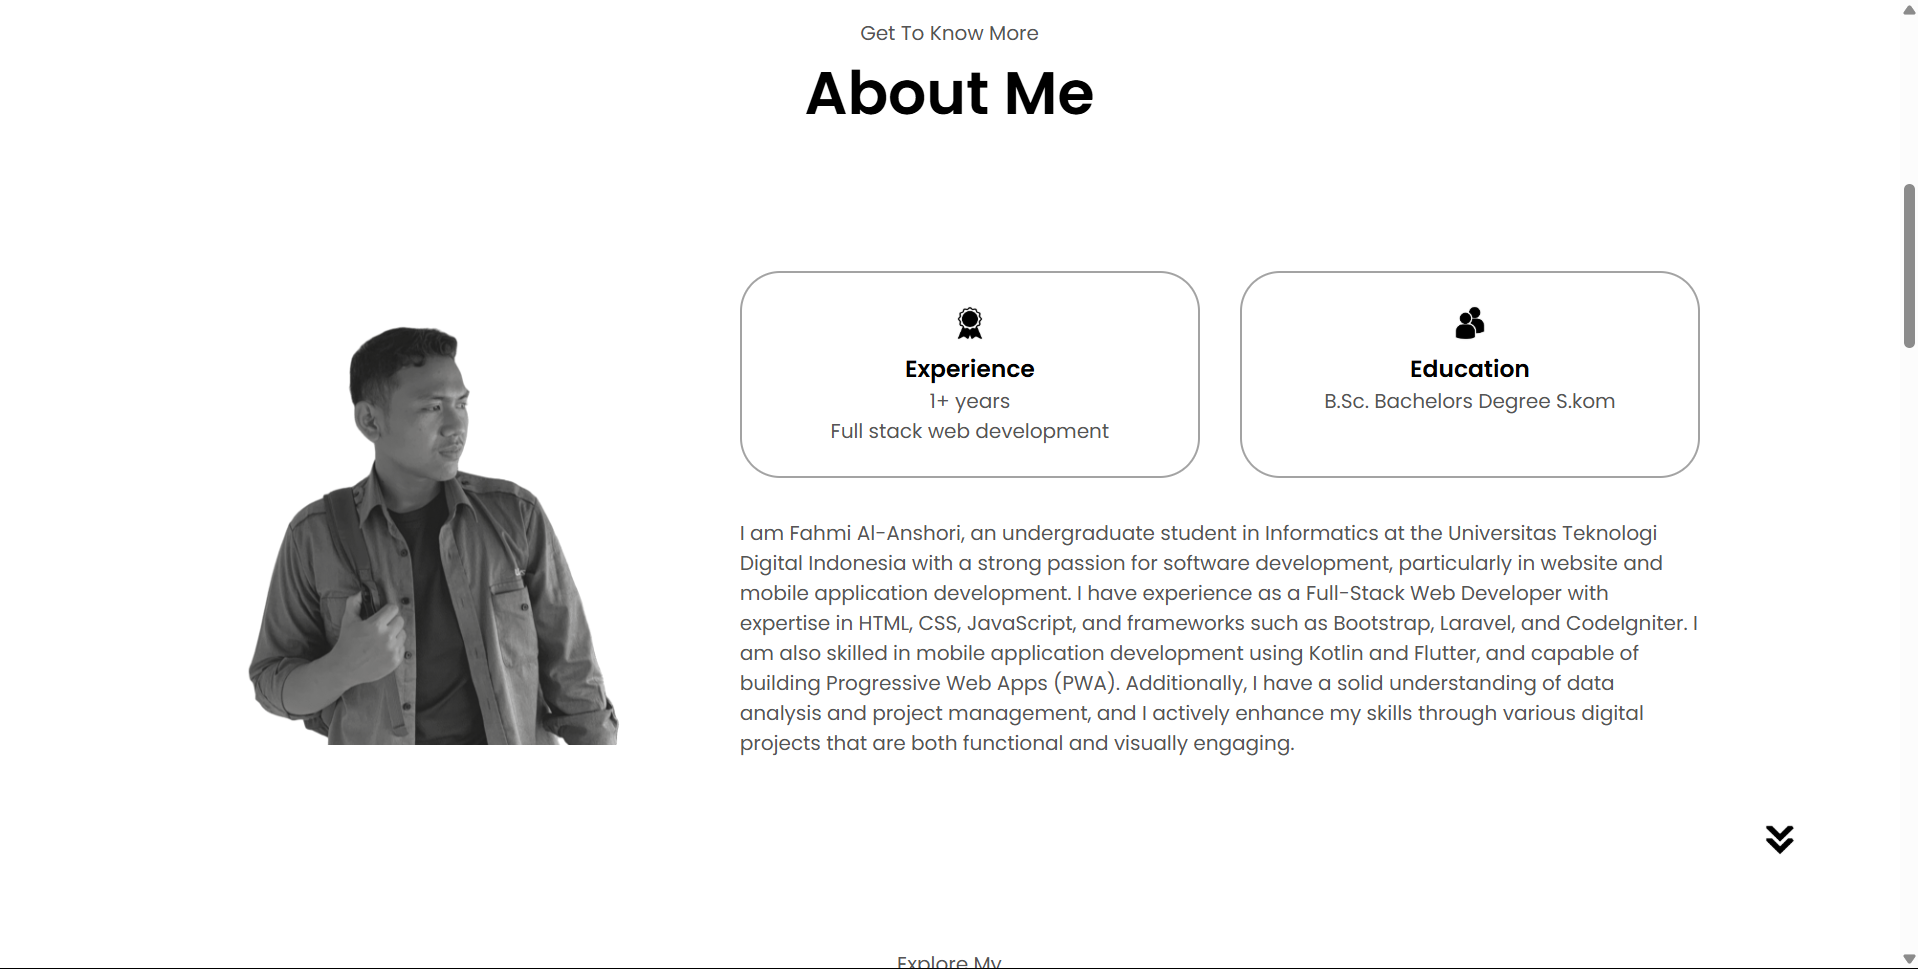 Get To Know More
About Me
Experience
1+ years
Full stack web development
Education
B.Sc. Bachelors Degree S.kom
I am Fahmi Al-Anshori, an undergraduate student in Informatics at the Universitas Teknologi
Digital Indonesia with a strong passion for software development, particularly in website and
mobile application development. I have experience as a Full-Stack Web Developer with
expertise in HTML, CSS, JavaScript, and frameworks such as Bootstrap, Laravel, and CodeIgniter. I
am also skilled in mobile application development using Kotlin and Flutter, and capable of
building Progressive Web Apps (PWA). Additionally, I have a solid understanding of data
analysis and project management, and I actively enhance my skills through various digital
projects that are both functional and visually engaging.
Explore My